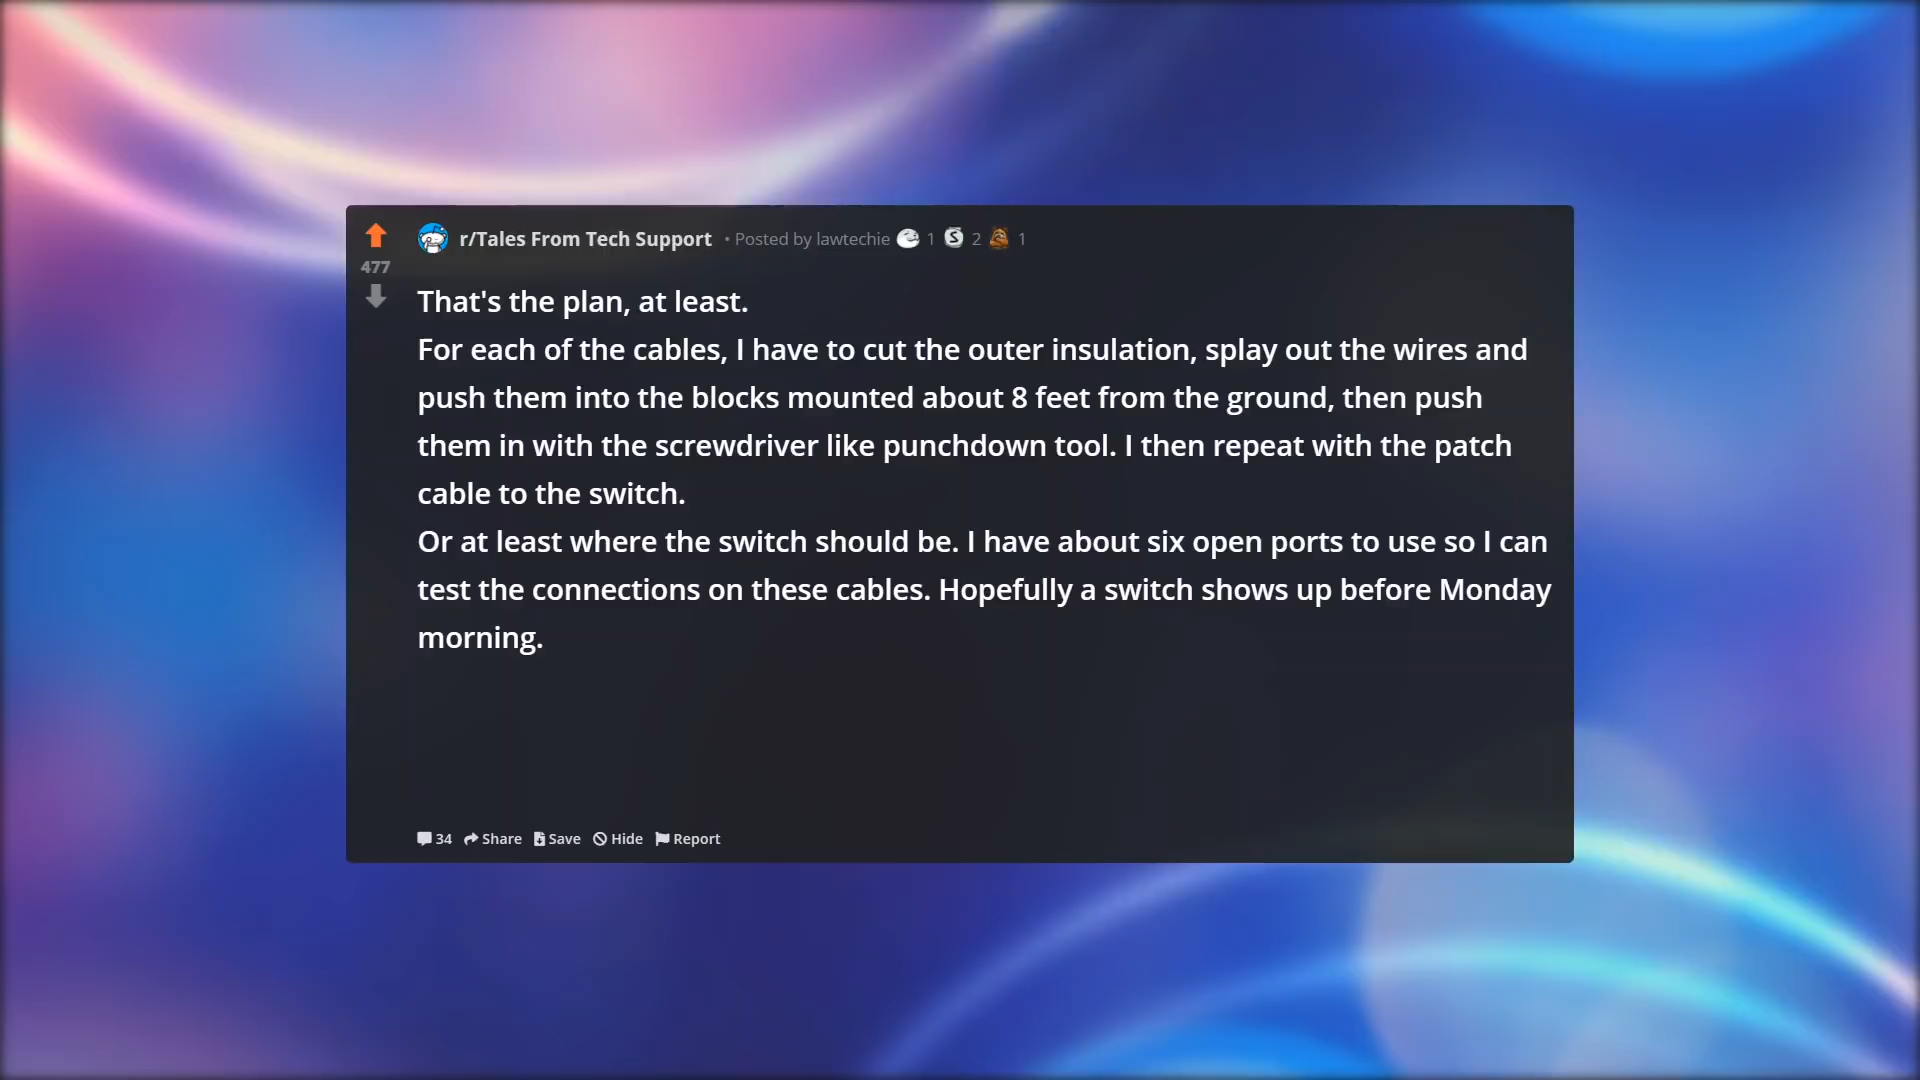 r/Tales From Tech Support • Posted by lawtechie 1 2 1
477
That's the plan, at least.
For each of the cables, I have to cut the outer insulation, splay out the wires and
push them into the blocks mounted about 8 feet from the ground, then push
them in with the screwdriver like punchdown tool. I then repeat with the patch
cable to the switch.
Or at least where the switch should be. I have about six open ports to use so I can
test the connections on these cables. Hopefully a switch shows up before Monday
morning.
34 Share Save Hide Report